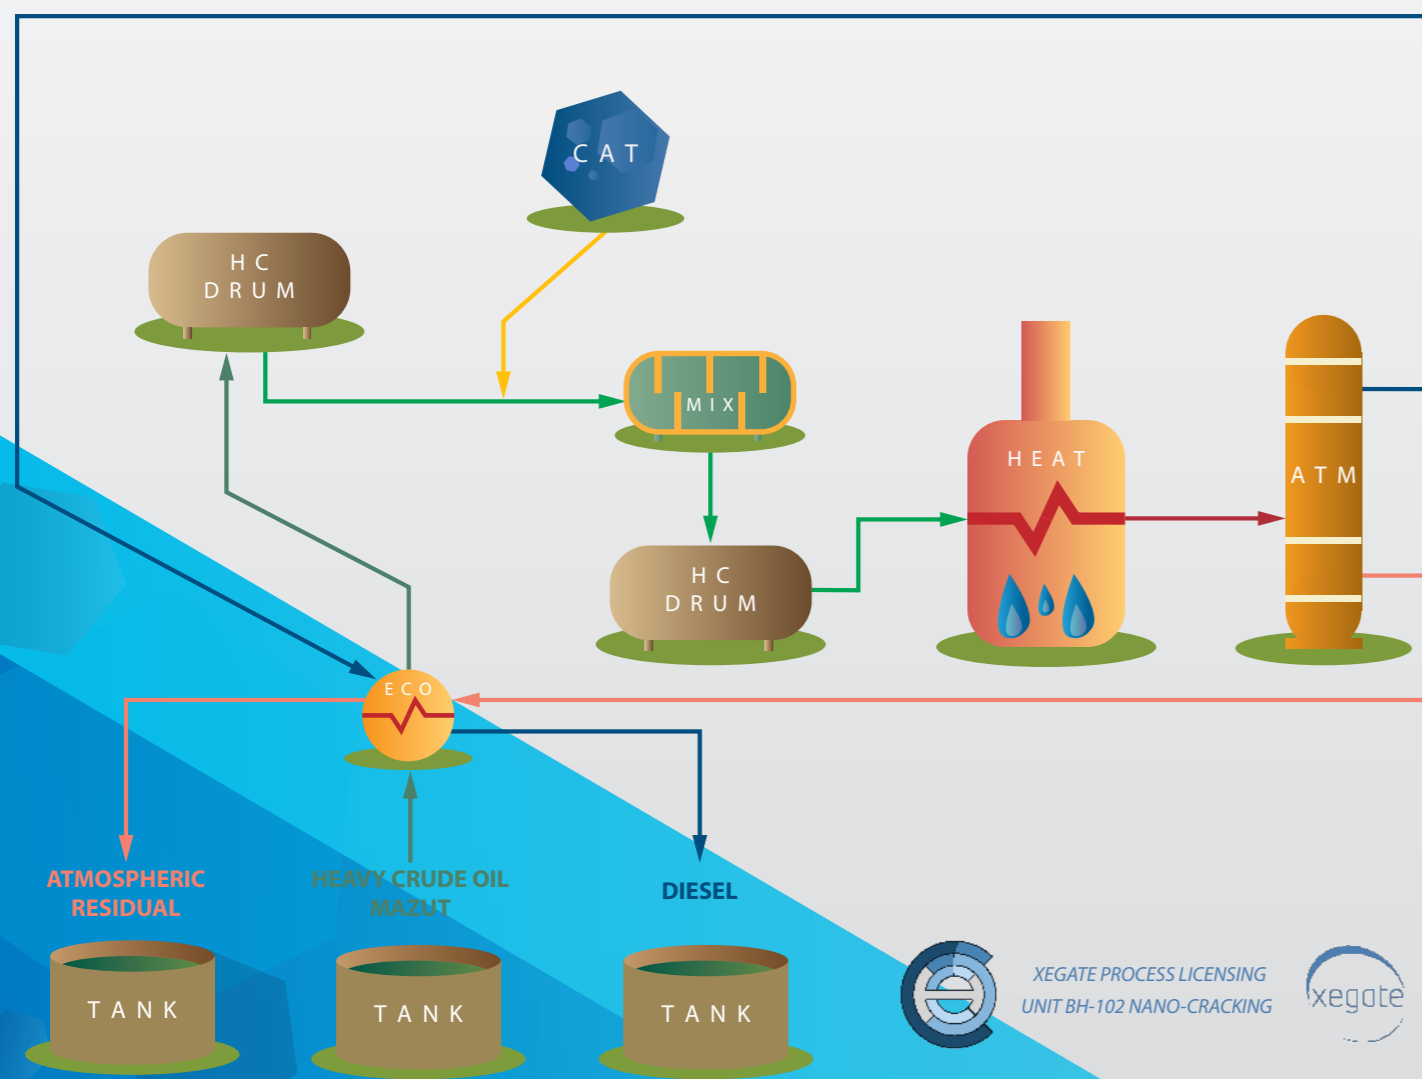 CAT
HC
DRUM
MIX
HEAT
ATM
HC
DRUM
ECO
ATMOSPHERIC
RESIDUAL
HEAVY CRUDE OIL
MAZUT
DIESEL
TANK
TANK
TANK
XEGATE PROCESS LICENSING
UNIT BH-102 NANO-CRACKING
xegate